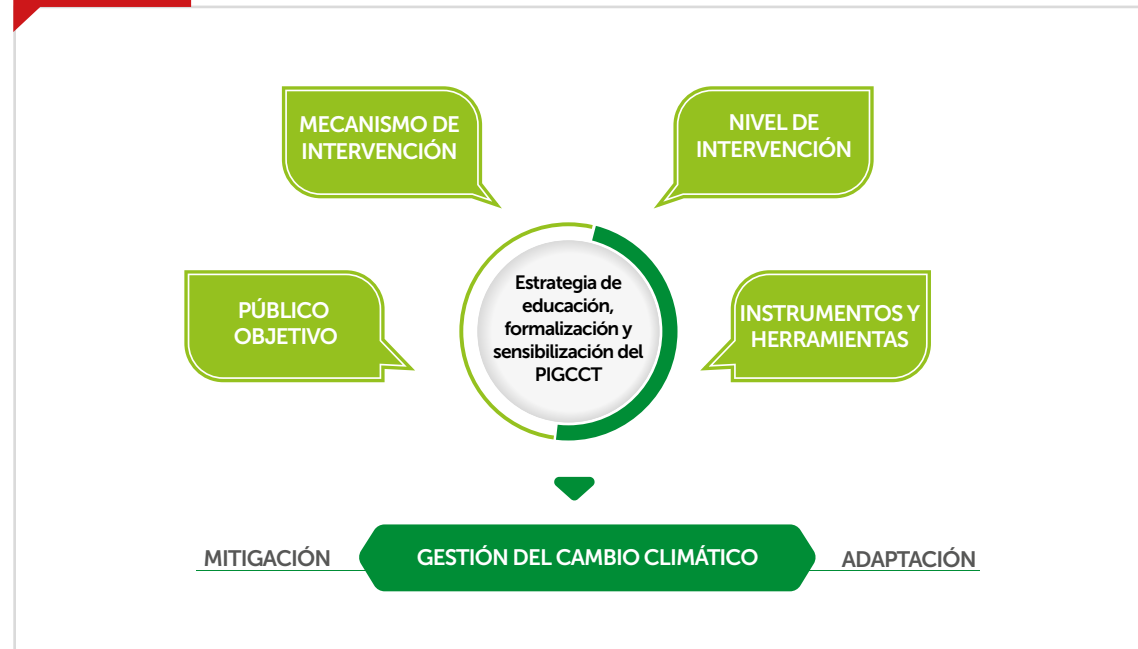 MECANISMO DE
INTERVENCIÓN
NIVEL DE
INTERVENCIÓN
PÚBLICO
OBJETIVO
Estrategia de
educación,
formalización y
sensibilización del
PIGCCT
INSTRUMENTOS Y
HERRAMIENTAS
MITIGACIÓN
GESTIÓN DEL CAMBIO CLIMÁTICO
ADAPTACIÓN